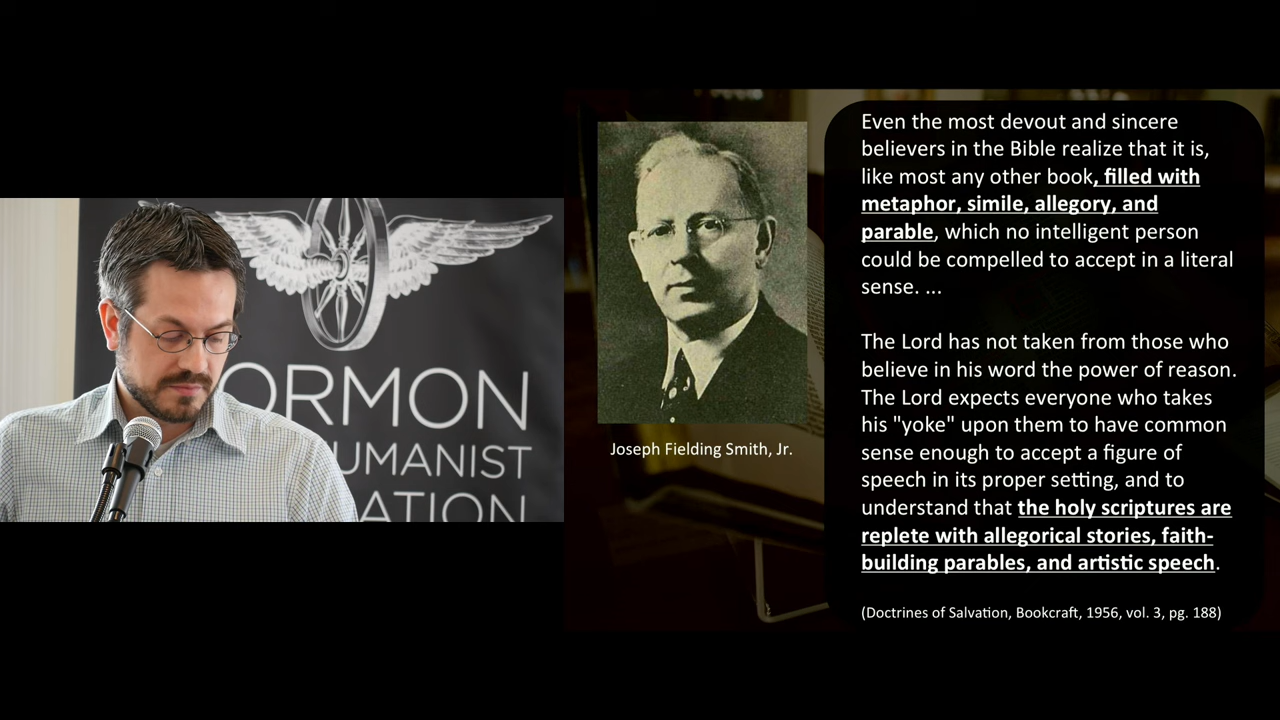 ORMON
UMANIST
ATION
Joseph Fielding Smith, Jr.
Even the most devout and sincere
believers in the Bible realize that it is,
like most any other book, filled with
metaphor, simile, allegory, and
parable, which no intelligent person
could be compelled to accept in a literal
sense. ...
The Lord has not taken from those who
believe in his word the power of reason.
The Lord expects everyone who takes
his "yoke" upon them to have common
sense enough to accept a figure of
speech in its proper setting, and to
understand that the holy scriptures are
replete with allegorical stories, faith-
building parables, and artistic speech.
(Doctrines of Salvation, Bookcraft, 1956, vol. 3, pg. 188)